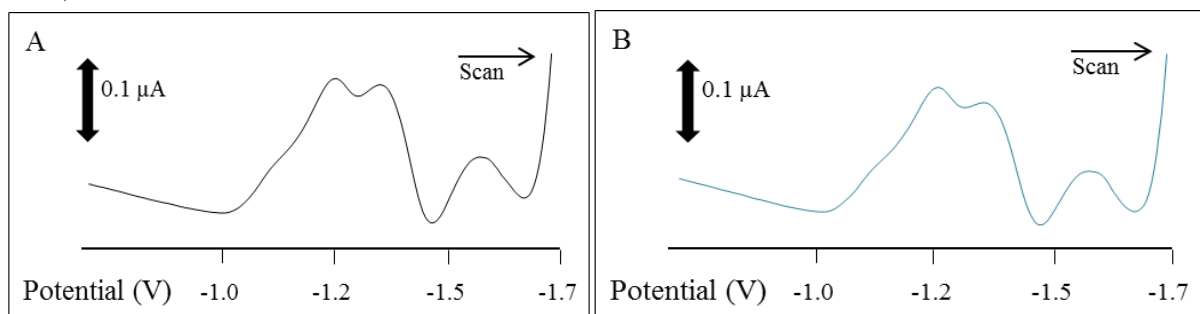 A
Scan
0.1 μA
Potential (V) -1.0 -1.2 -1.5 -1.7
B
Scan
0.1 μA
Potential (V) -1.0 -1.2 -1.5 -1.7